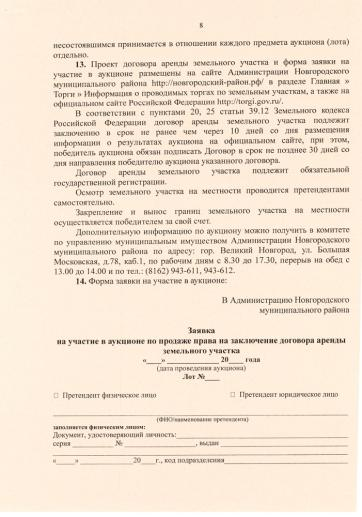 8
несостоявшимся принимается в отношении каждого предмета аукциона (лота)
отдельно.
13. Проект договора аренды земельного участка и форма заявки на
участие в аукционе размещены на сайте Администрации Новгородского
муниципального района http://новгородский-район.рф/ в разделе Главная »
Торги » Информация о проводимых торгах по земельным участкам, а также на
официальном сайте Российской Федерации http://torgi.gov.ru/.
В соответствии с пунктами 20, 25 статьи 39.12 Земельного кодекса
Российской Федерации договор аренды земельного участка подлежит
заключению в срок не ранее чем через 10 дней со дня размещения
информации о результатах аукциона на официальном сайте, при этом,
победитель аукциона обязан подписать Договор в срок не позднее 30 дней со
дня направления победителю аукциона указанного договора.
Договор аренды земельного участка подлежит обязательной
государственной регистрации.
Осмотр земельного участка на местности проводится претендентами
самостоятельно.
Закрепление и вынос границ земельного участка на местности
осуществляется победителем за свой счет.
Дополнительную информацию по аукциону можно получить в комитете
по управлению муниципальным имуществом Администрации Новгородского
муниципального района по адресу: гор. Великий Новгород, ул. Большая
Московская, д.78, каб.1, по рабочим дням с 8.30 до 17.30, перерыв на обед с
13.00 до 14.00 и по тел.: (8162) 943-611, 943-612.
14. Форма заявки на участие в аукционе:
В Администрацию Новгородского
муниципального района
Заявка
на участие в аукционе по продаже права на заключение договора аренды
земельного участка
«____» ______________ 20___ года
(дата проведения аукциона)
Лот №____
□ Претендент физическое лицо □ Претендент юридическое лицо
(ФИО/наименование претендента)
заполняется физическим лицом:
Документ, удостоверяющий личность:
серия ____________ № ________________, выдан ____________________
«_____» ______________ 20____г., код подразделения__________